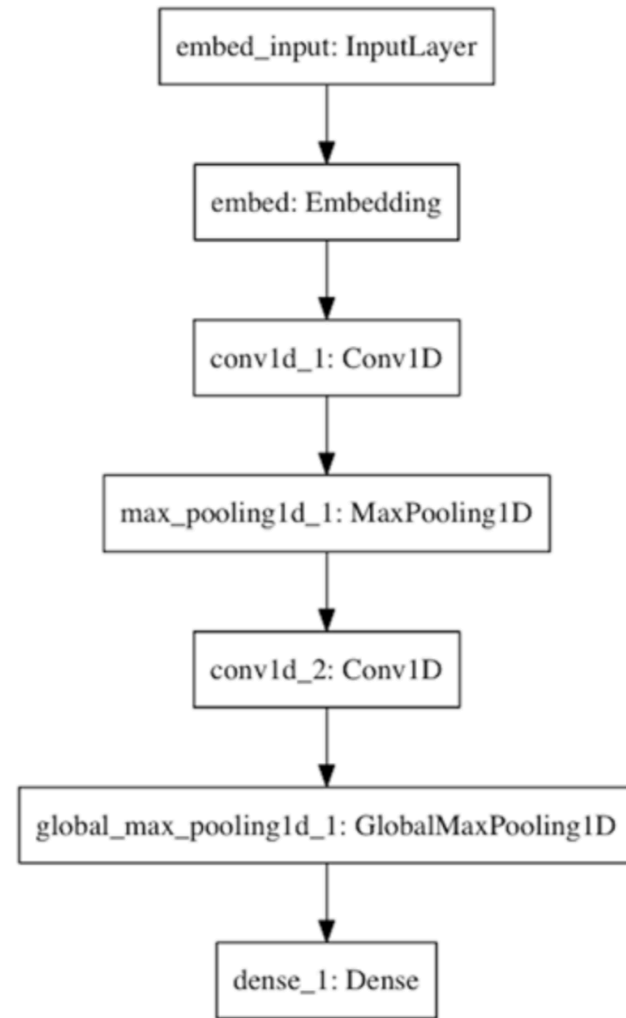 embed_input: InputLayer
embed: Embedding
conv1d_1: Conv1D
max_pooling1d_1: MaxPooling1D
conv1d_2: Conv1D
global_max_pooling1d_1: GlobalMaxPooling1D
dense_1: Dense